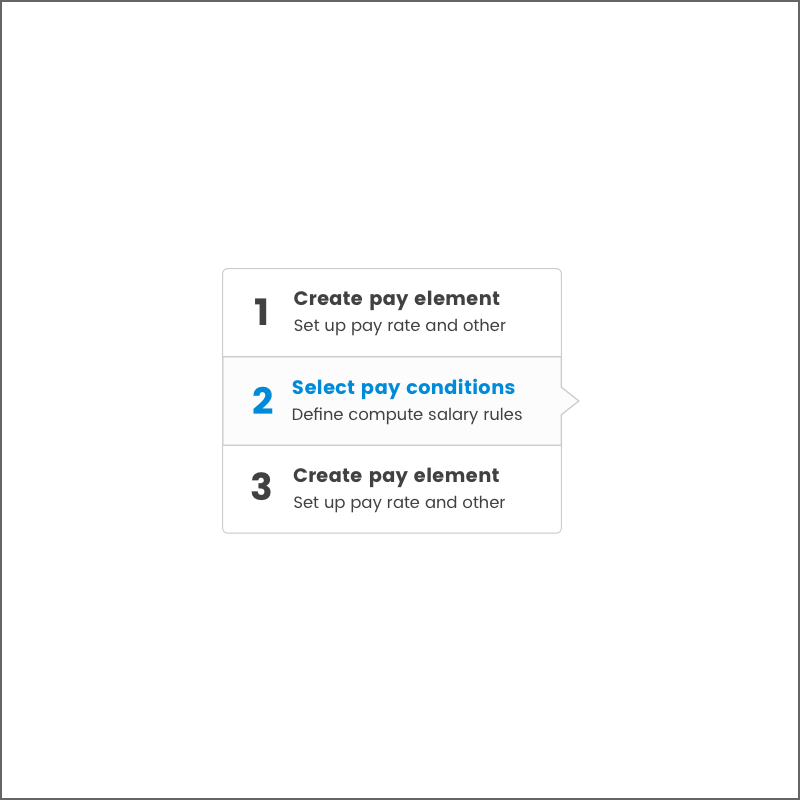 1
Create pay element
Set up pay rate and other
2
Select pay conditions
Define compute salary rules
3
Create pay element
Set up pay rate and other